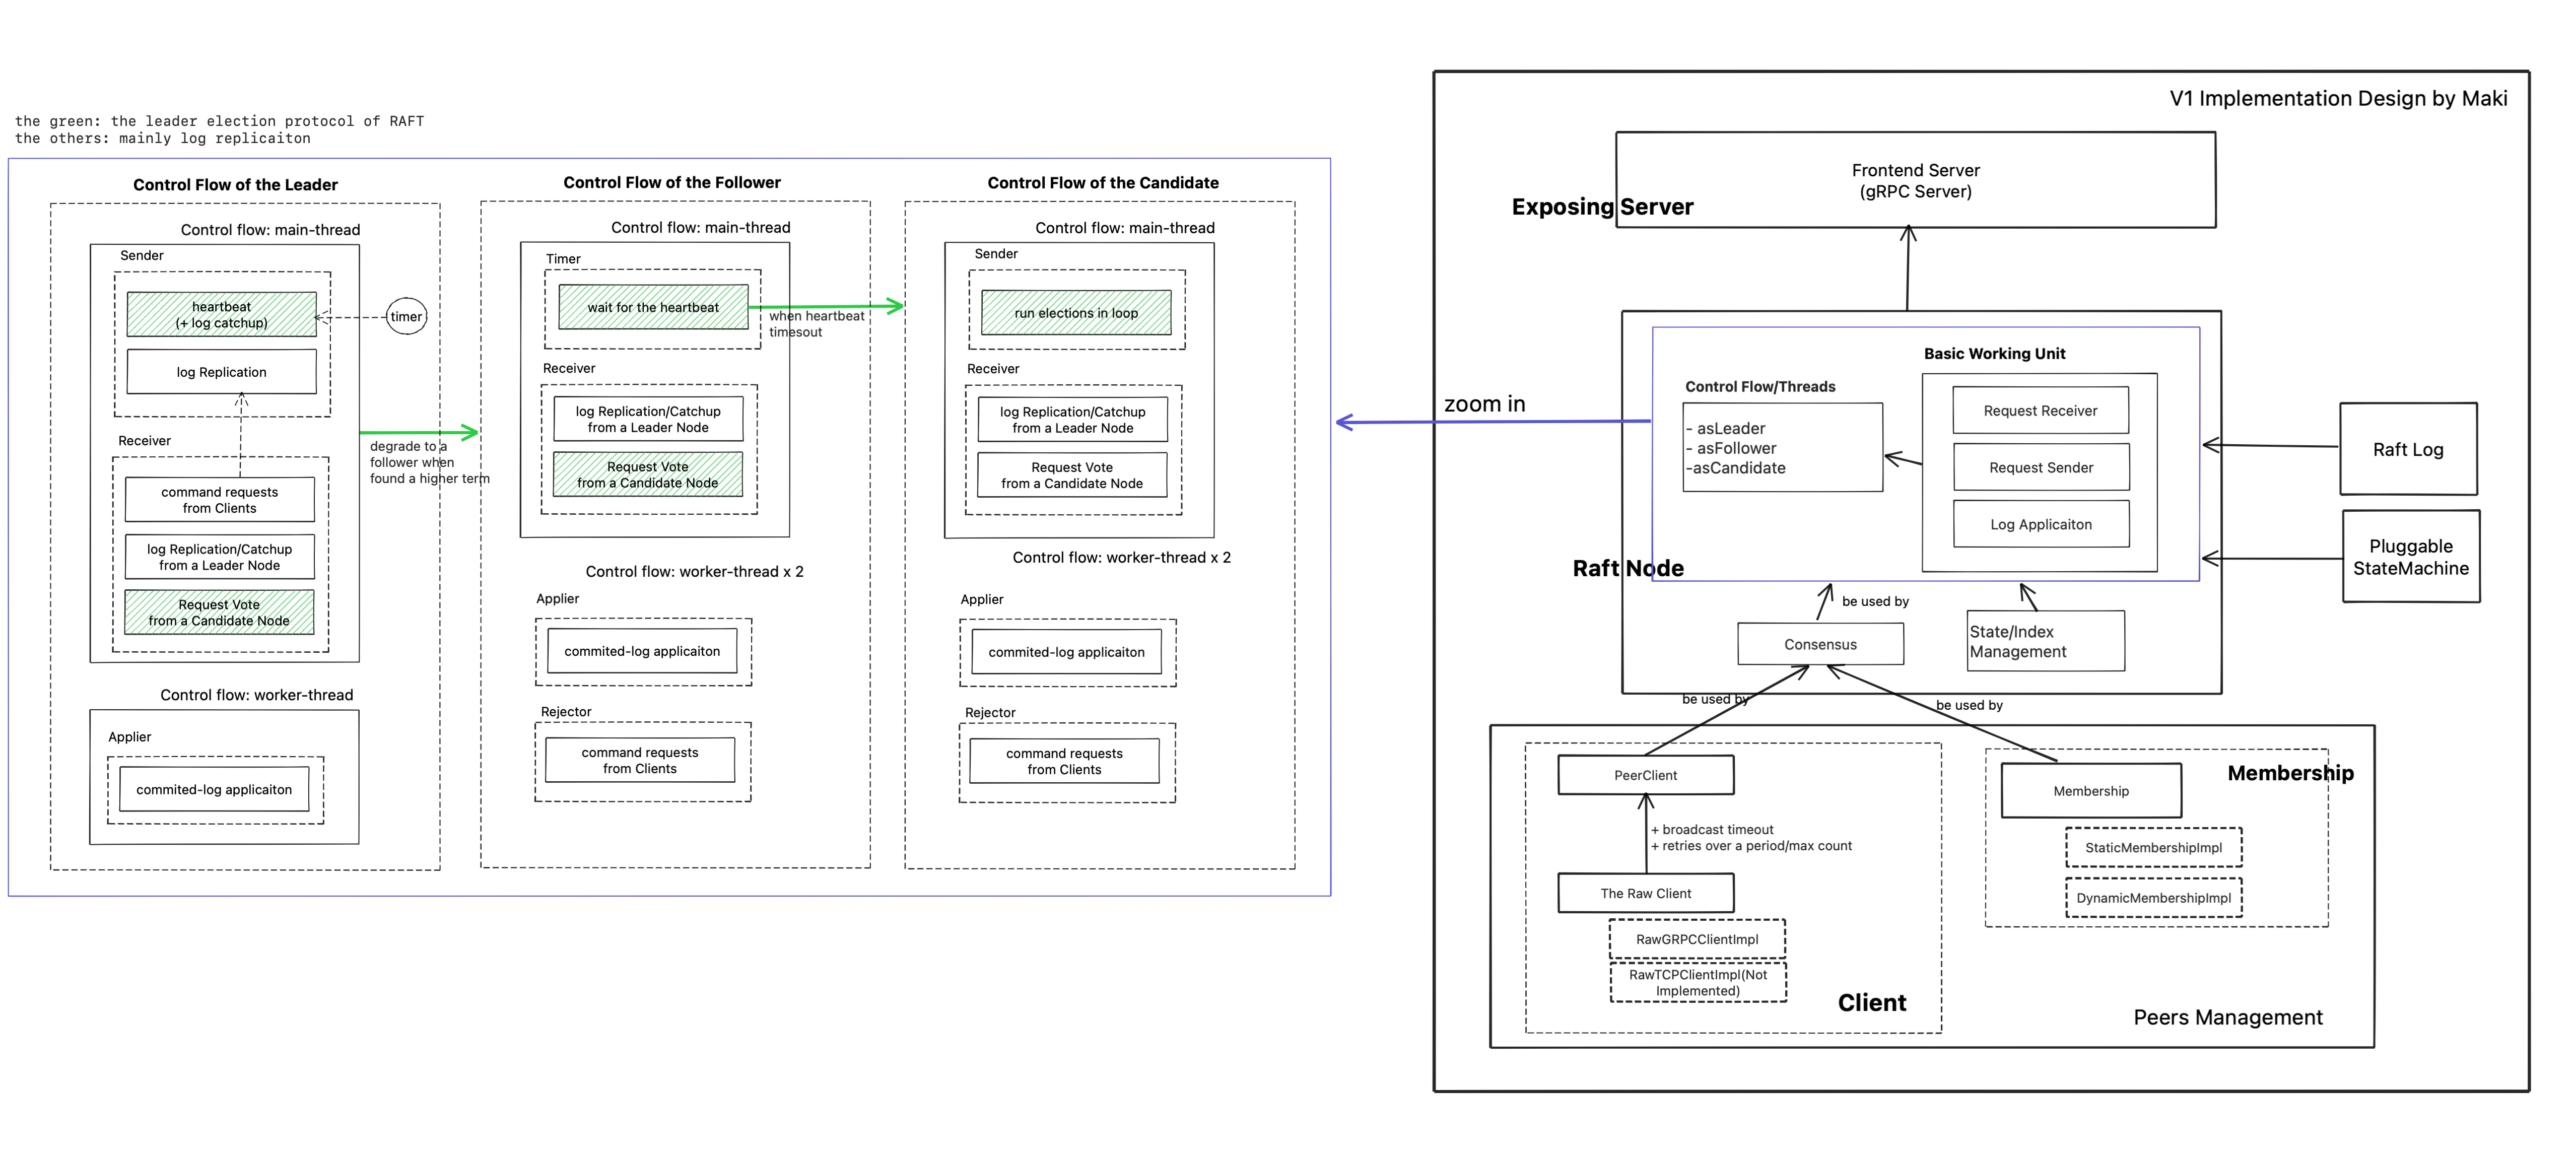 the green: the leader election protocol of RAFT
the others: mainly log replicaiton
Control Flow of the Leader
Control flow: main-thread
Sender
heartbeat
(+ log catchup)
timer
log Replication
Receiver
command requests
from Clients
log Replication/Catchup
from a Leader Node
Request Vote
from a Candidate Node
Control flow: worker-thread
Applier
commited-log applicaiton
degrade to a
follower when
found a higher term
Control Flow of the Follower
Control flow: main-thread
Timer
wait for the heartbeat
when heartbeat
timesout
Receiver
log Replication/Catchup
from a Leader Node
Request Vote
from a Candidate Node
Control flow: worker-thread x 2
Applier
commited-log applicaiton
Rejector
command requests
from Clients
Control Flow of the Candidate
Control flow: main-thread
Sender
run elections in loop
Receiver
log Replication/Catchup
from a Leader Node
Request Vote
from a Candidate Node
Control flow: worker-thread x 2
Applier
commited-log applicaiton
Rejector
command requests
from Clients
zoom in
V1 Implementation Design by Maki
Frontend Server
(gRPC Server)
Exposing Server
Basic Working Unit
Control Flow/Threads
- asLeader
- asFollower
-asCandidate
Request Receiver
Request Sender
Log Applicaiton
Raft Log
Pluggable
StateMachine
Raft Node
be used by
Consensus
State/Index
Management
be used by
be used by
PeerClient
+ broadcast timeout
+ retries over a period/max count
The Raw Client
RawGRPCClientImpl
RawTCPClientImpl(Not
Implemented)
Client
Membership
Membership
StaticMembershipImpl
DynamicMembershipImpl
Peers Management